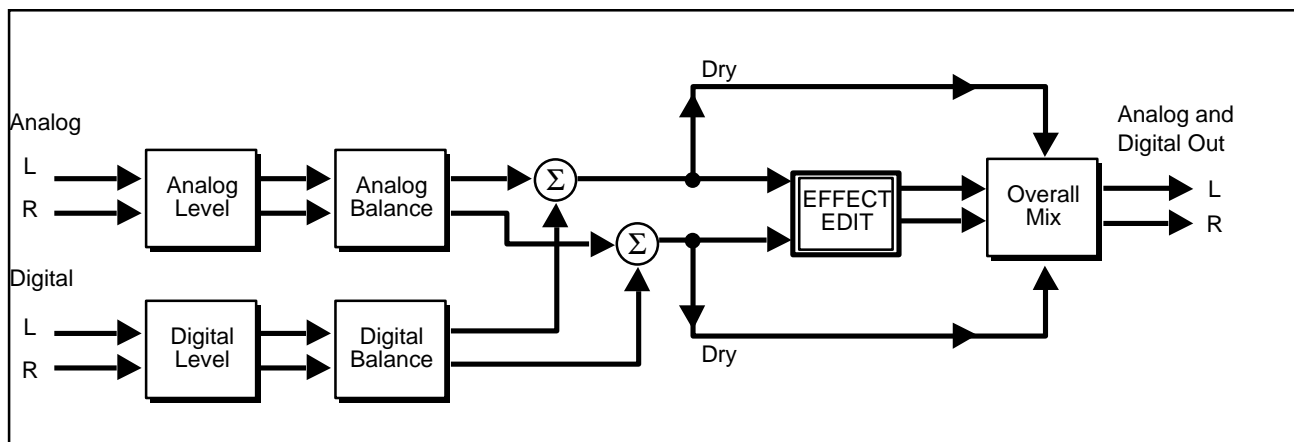 Analog
L
R
Analog
Level
Analog
Balance
Σ
Σ
Dry
EFFECT
EDIT
Overall
Mix
Analog and
Digital Out
L
R
Digital
L
R
Digital
Level
Digital
Balance
Dry